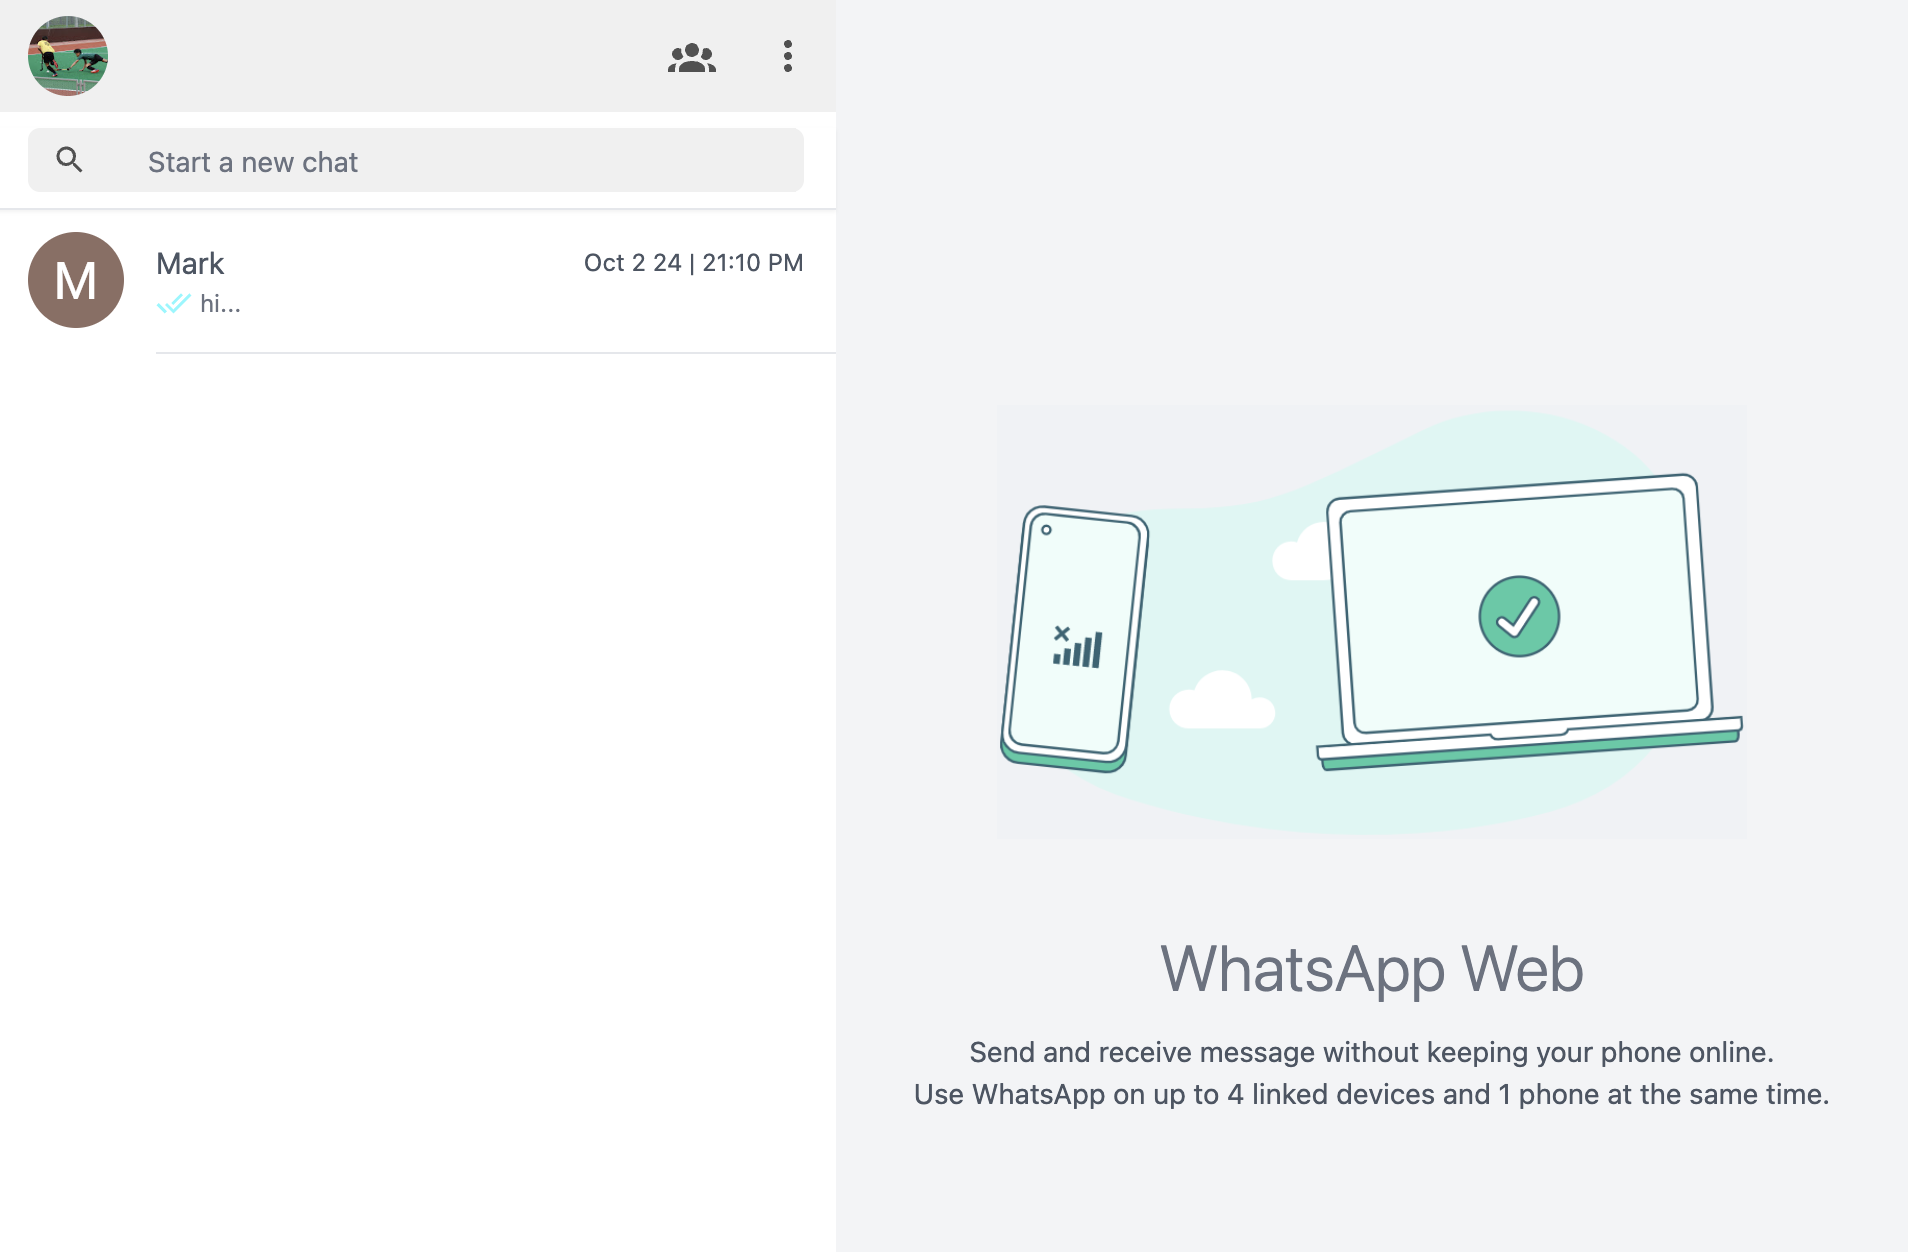 Start a new chat
M
Mark
Oct 2 24 | 21:10 PM
hi...
WhatsApp Web
Send and receive message without keeping your phone online.
Use WhatsApp on up to 4 linked devices and 1 phone at the same time.